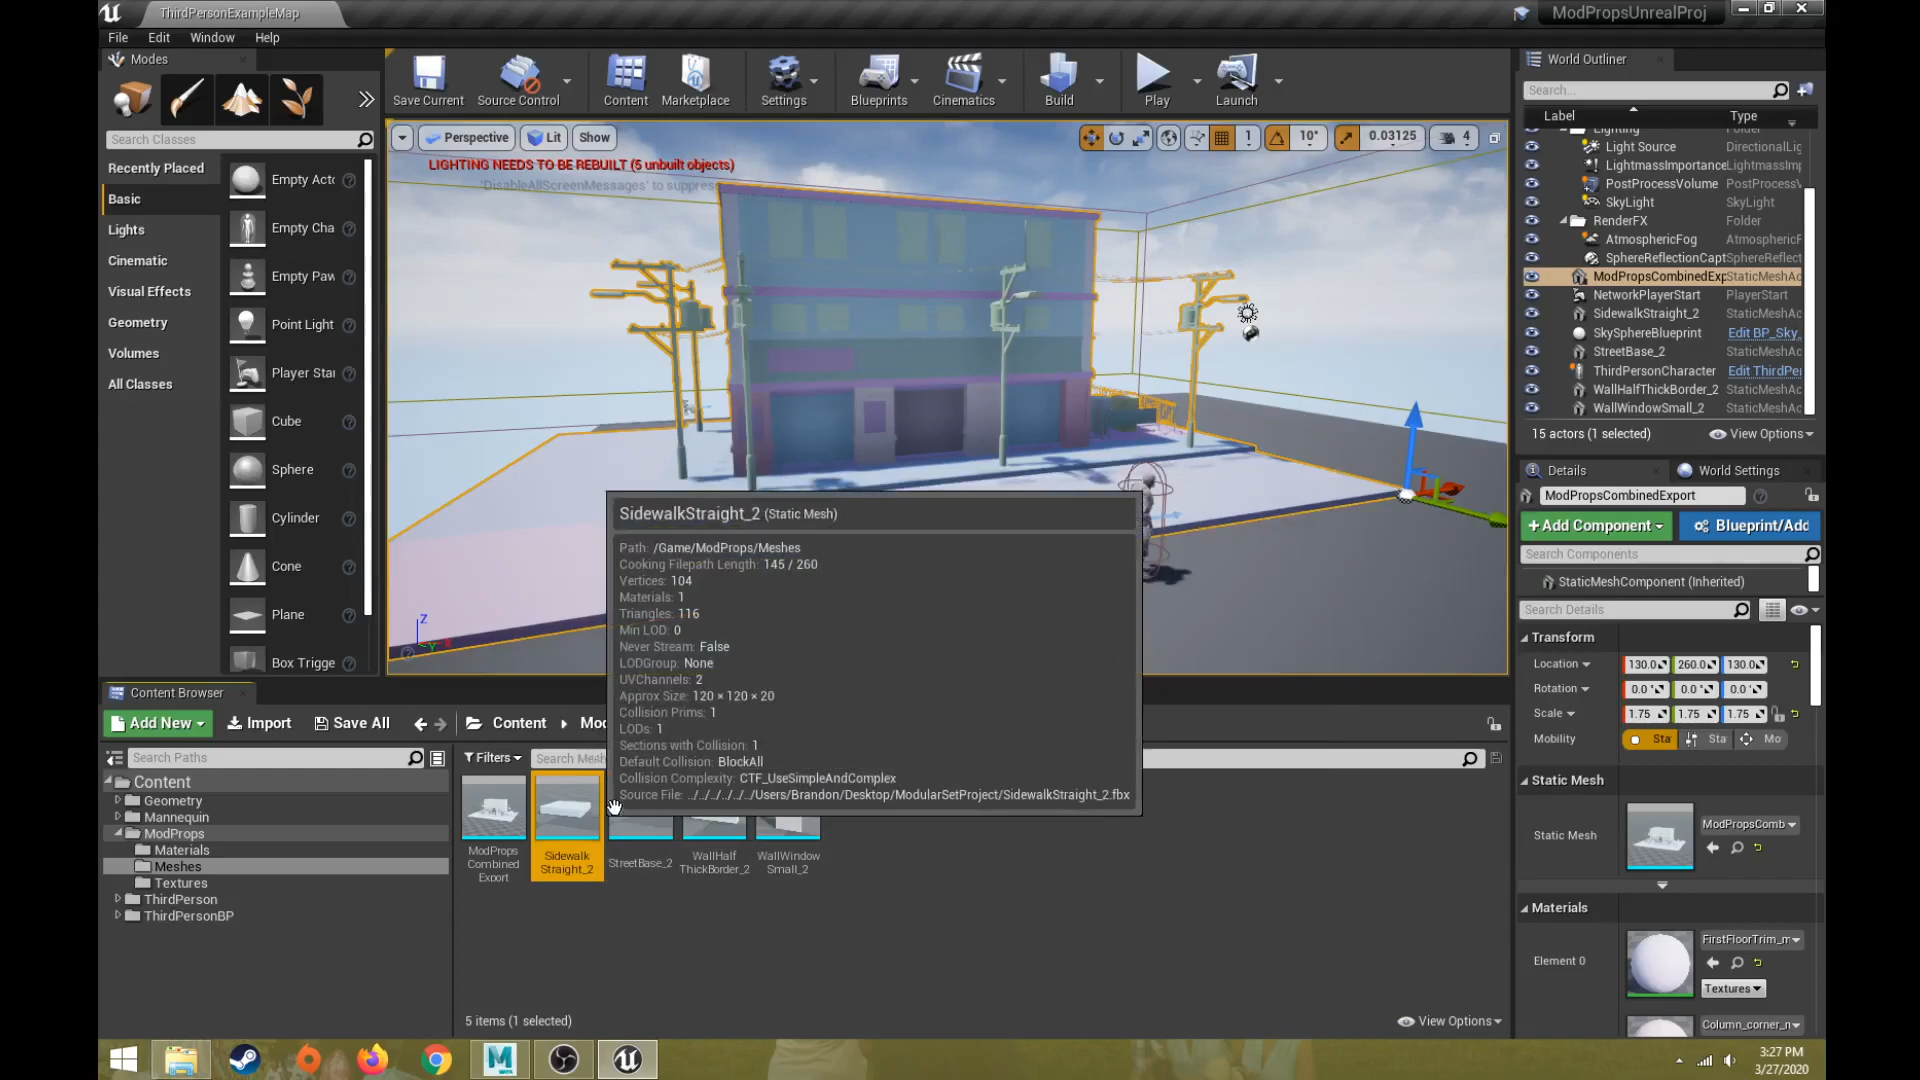 ThirdPersonExampleMap
ModPropsUnrealProj
File Edit Window Help
Modes
Search Classes
Recently Placed
Basic
Lights
Cinematic
Visual Effects
Geometry
Volumes
All Classes
Empty Acto
Empty Cha
Empty Paw
Point Light
Player Star
Cube
Sphere
Cylinder
Cone
Plane
Box Trigge
Save Current
Source Control
Content
Marketplace
Settings
Blueprints
Cinematics
Build
Play
Launch
Perspective Lit Show
1 10° 0.03125 4
LIGHTING NEEDS TO BE REBUILT (5 unbuilt objects)
'DisableAllScreenMessages' to suppress
Z
SidewalkStraight_2 (Static Mesh)
Path: /Game/ModProps/Meshes
Cooking Filepath Length: 145 / 260
Vertices: 104
Materials: 1
Triangles: 116
Min LOD: 0
Never Stream: False
LODGroup: None
UVChannels: 2
Approx Size: 120 × 120 × 20
Collision Prims: 1
LODs: 1
Sections with Collision: 1
Default Collision: BlockAll
Collision Complexity: CTF_UseSimpleAndComplex
Source File: ../../../../../../Users/Brandon/Desktop/ModularSetProject/SidewalkStraight_2.fbx
World Outliner
Search...
Label Type
Lighting Folder
Light Source DirectionalLig
LightmassImportance LightmassImp
PostProcessVolume PostProcessV
SkyLight SkyLight
RenderFX Folder
AtmosphericFog AtmosphericF
SphereReflectionCapt SphereReflect
ModPropsCombinedExp StaticMeshAc
NetworkPlayerStart PlayerStart
SidewalkStraight_2 StaticMeshAc
SkySphereBlueprint Edit BP_Sky_
StreetBase_2 StaticMeshAc
ThirdPersonCharacter Edit ThirdPer
WallHalfThickBorder_2 StaticMeshAc
WallWindowSmall_2 StaticMeshAc
15 actors (1 selected)
View Options
Details
World Settings
ModPropsCombinedExport
+Add Component
Blueprint/Add
Search Components
StaticMeshComponent (Inherited)
Search Details
Transform
Location 130.0 260.0 130.0
Rotation 0.0 ° 0.0 ° 0.0 °
Scale 1.75 1.75 1.75
Mobility Sta Sta Mo
Static Mesh
Static Mesh
ModPropsComb
Materials
Element 0
FirstFloorTrim_m
Textures
Column_corner_n
Content Browser
Add New Import Save All Content Mod
Search Paths
Filters
Search Mesh
Content
Geometry
Mannequin
ModProps
Materials
Meshes
Textures
ThirdPerson
ThirdPersonBP
ModProps
Combined
Export
Sidewalk
Straight_2
StreetBase_2
WallHalf
ThickBorder_2
WallWindow
Small_2
5 items (1 selected)
View Options
3:27 PM
3/27/2020